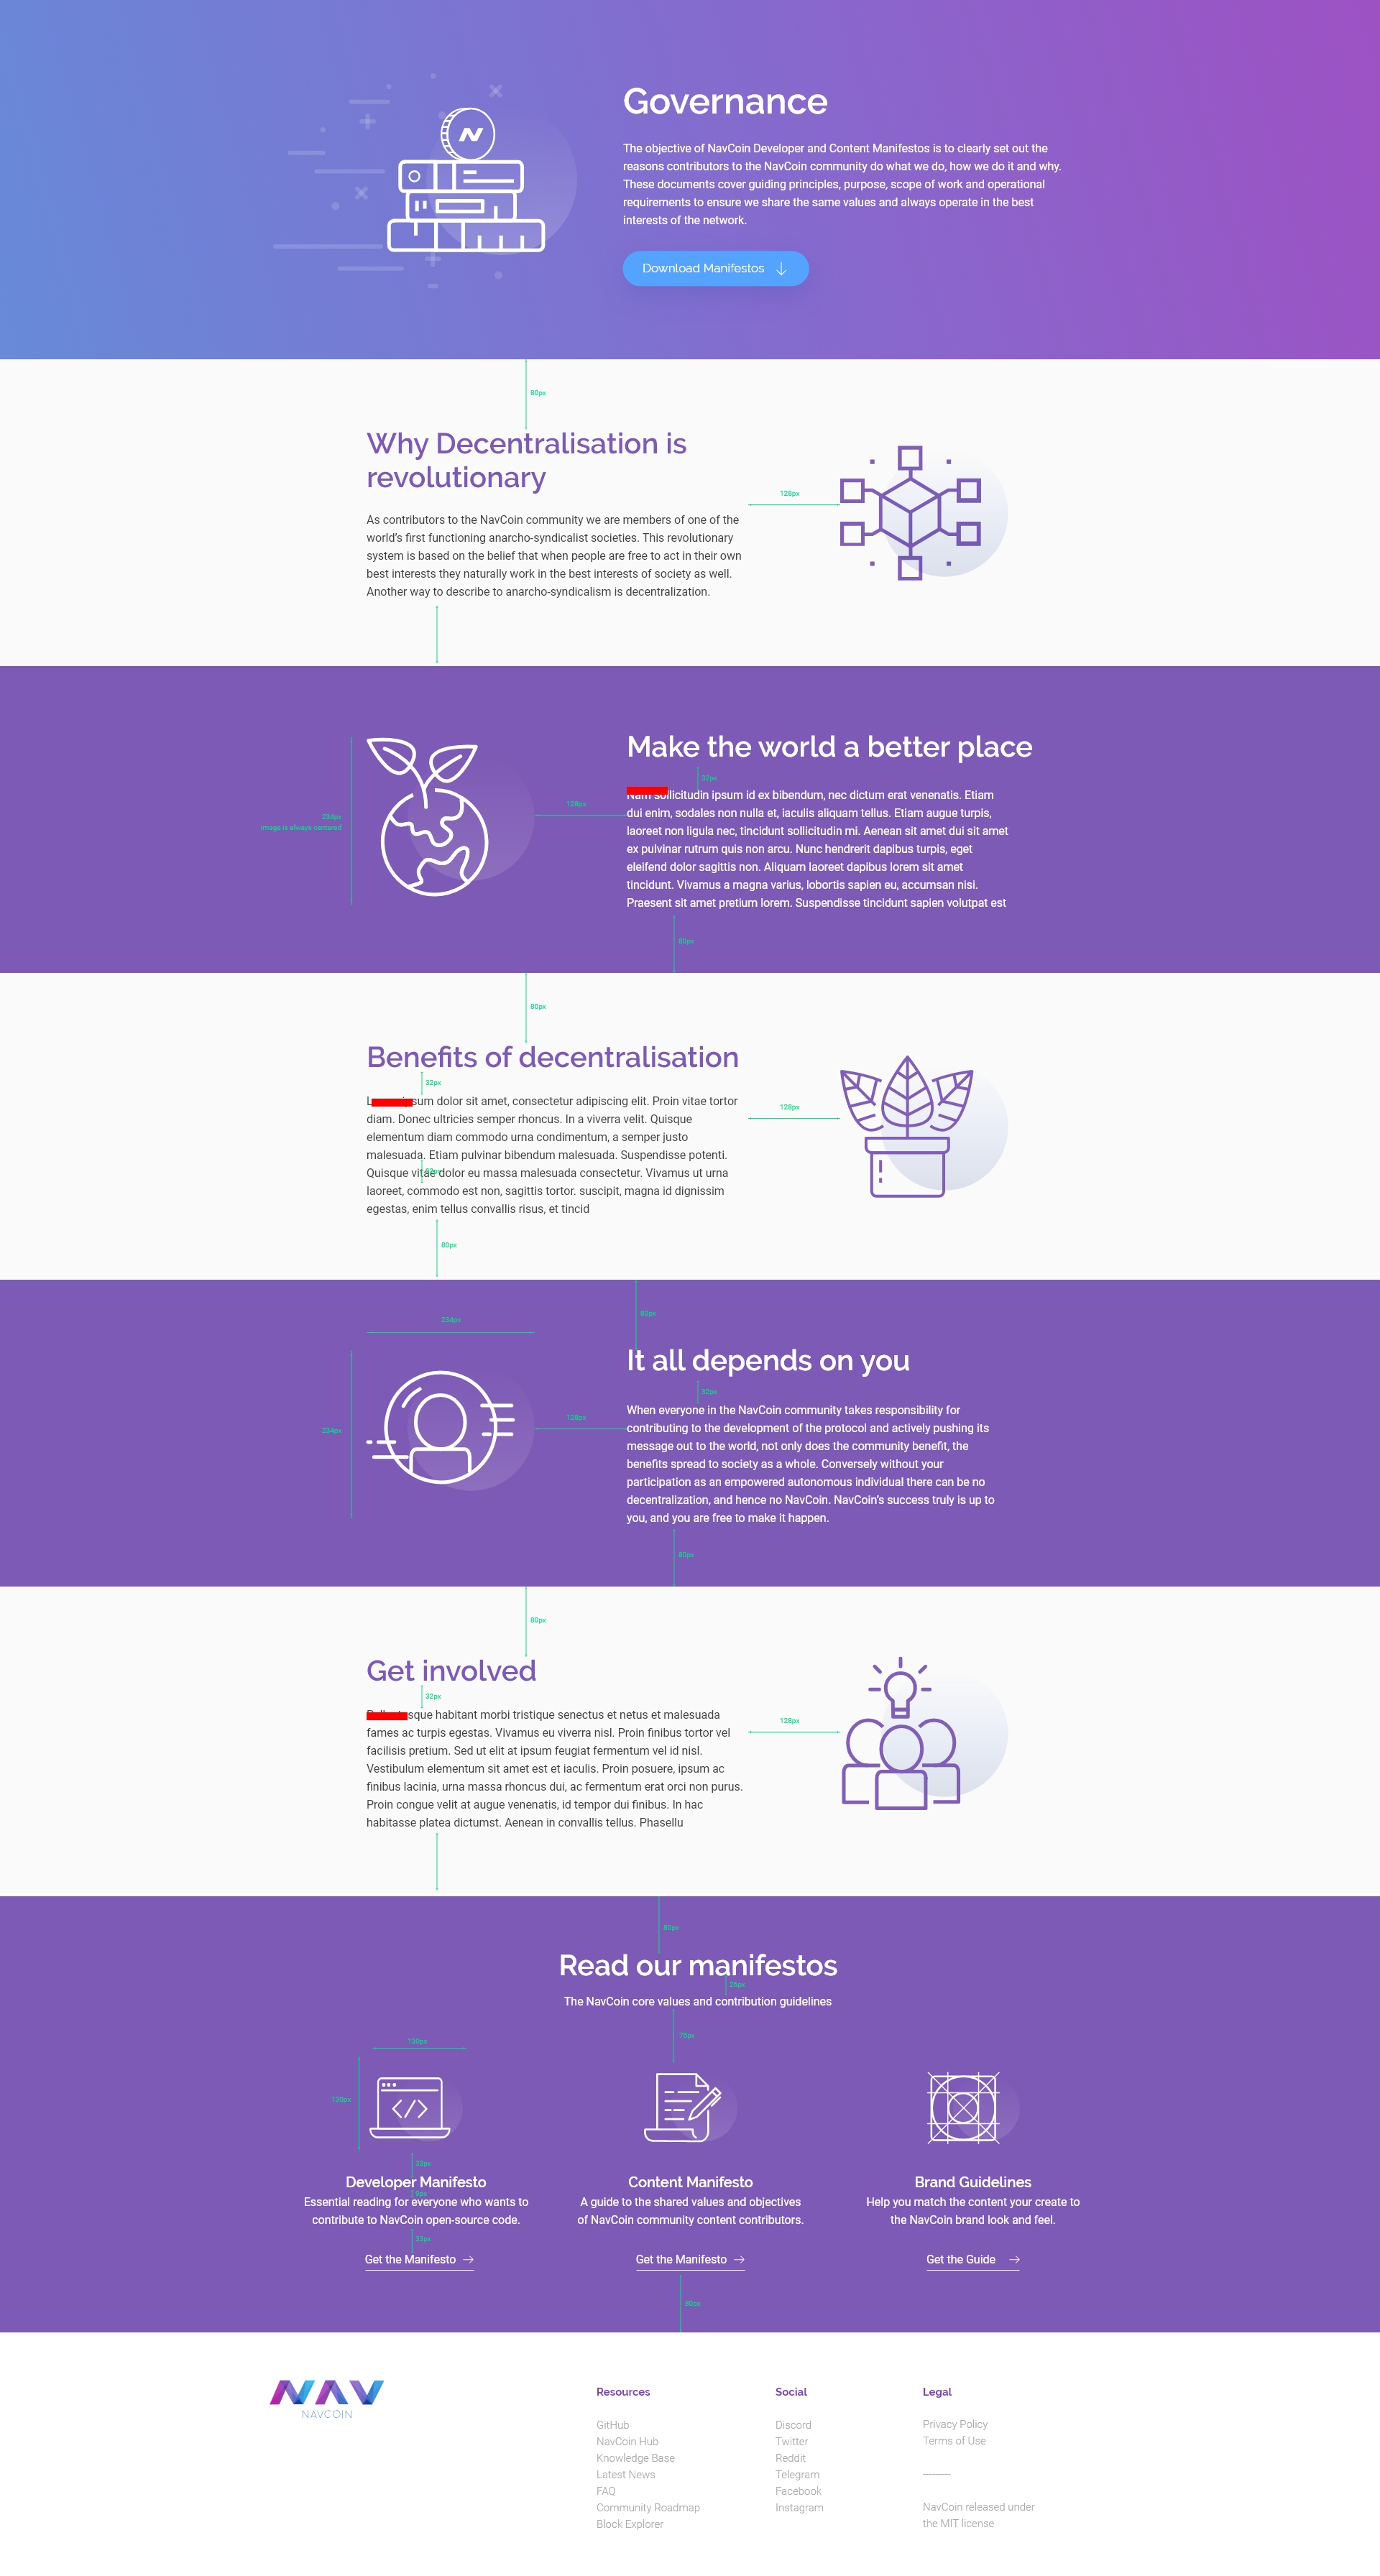 Governance
The objective of NavCoin Developer and Content Manifestos is to clearly set out the
reasons contributors to the NavCoin community do what we do, how we do it and why.
These documents cover guiding principles, purpose, scope of work and operational
requirements to ensure we share the same values and always operate in the best
interests of the network.
Download Manifestos
80px
Why Decentralisation is
revolutionary
128px
As contributors to the NavCoin community we are members of one of the
world’s first functioning anarcho-syndicalist societies. This revolutionary
system is based on the belief that when people are free to act in their own
best interests they naturally work in the best interests of society as well.
Another way to describe to anarcho-syndicalism is decentralization.
Make the world a better place
32px
234px
image is always centered
128px
sollicitudin ipsum id ex bibendum, nec dictum erat venenatis. Etiam
dui enim, sodales non nulla et, iaculis aliquam tellus. Etiam augue turpis,
laoreet non ligula nec, tincidunt sollicitudin mi. Aenean sit amet dui sit amet
ex pulvinar rutrum quis non arcu. Nunc hendrerit dapibus turpis, eget
eleifend dolor sagittis non. Aliquam laoreet dapibus lorem sit amet
tincidunt. Vivamus a magna varius, lobortis sapien eu, accumsan nisi.
Praesent sit amet pretium lorem. Suspendisse tincidunt sapien volutpat est
80px
80px
Benefits of decentralisation
32px
128px
dolor sit amet, consectetur adipiscing elit. Proin vitae tortor
diam. Donec ultricies semper rhoncus. In a viverra velit. Quisque
elementum diam commodo urna condimentum, a semper justo
malesuada. Etiam pulvinar bibendum malesuada. Suspendisse potenti.
Quisque vitae dolor eu massa malesuada consectetur. Vivamus ut urna
laoreet, commodo est non, sagittis tortor. suscipit, magna id dignissim
egestas, enim tellus convallis risus, et tincid
80px
80px
234px
It all depends on you
32px
234px
128px
When everyone in the NavCoin community takes responsibility for
contributing to the development of the protocol and actively pushing its
message out to the world, not only does the community benefit, the
benefits spread to society as a whole. Conversely without your
participation as an empowered autonomous individual there can be no
decentralization, and hence no NavCoin. NavCoin’s success truly is up to
you, and you are free to make it happen.
80px
80px
Get involved
32px
128px
habitant morbi tristique senectus et netus et malesuada
fames ac turpis egestas. Vivamus eu viverra nisl. Proin finibus tortor vel
facilisis pretium. Sed ut elit at ipsum feugiat fermentum vel id nisl.
Vestibulum elementum sit amet est et iaculis. Proin posuere, ipsum ac
finibus lacinia, urna massa rhoncus dui, ac fermentum erat orci non purus.
Proin congue velit at augue venenatis, id tempor dui finibus. In hac
habitasse platea dictumst. Aenean in convallis tellus. Phasellu
80px
Read our manifestos
The NavCoin core values and contribution guidelines
75px
130px
130px
33px
Developer Manifesto
9px
Essential reading for everyone who wants to
contribute to NavCoin open-source code.
33px
Get the Manifesto
Content Manifesto
A guide to the shared values and objectives
of NavCoin community content contributors.
Get the Manifesto
Brand Guidelines
Help you match the content your create to
the NavCoin brand look and feel.
Get the Guide
80px
NAV
NAVCOIN
Resources
GitHub
NavCoin Hub
Knowledge Base
Latest News
FAQ
Community Roadmap
Block Explorer
Social
Discord
Twitter
Reddit
Telegram
Facebook
Instagram
Legal
Privacy Policy
Terms of Use
NavCoin released under
the MIT license